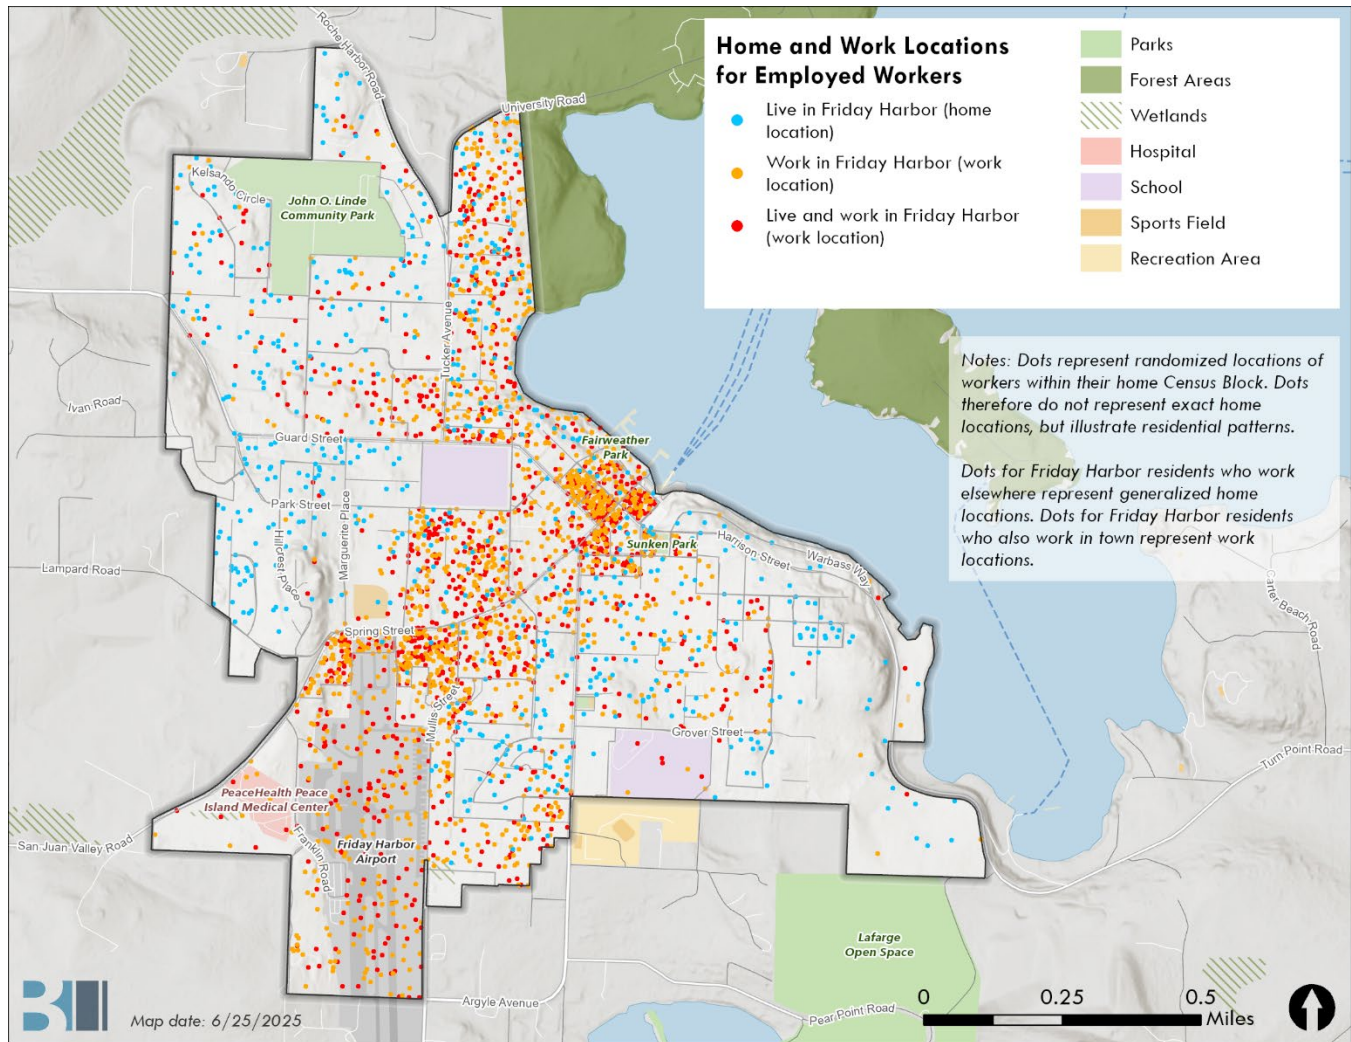 Home and Work Locations
for Employed Workers
Live in Friday Harbor (home
location)
Work in Friday Harbor (work
location)
Live and work in Friday Harbor
(work location)
Parks
Forest Areas
Wetlands
Hospital
School
Sports Field
Recreation Area
Notes: Dots represent randomized locations of
workers within their home Census Block. Dots
therefore do not represent exact home
locations, but illustrate residential patterns.
Dots for Friday Harbor residents who work
elsewhere represent generalized home
locations. Dots for Friday Harbor residents
who also work in town represent work
locations.
Roche Harbor Road
University Road
Kelsando Circle
John O. Linde
Community Park
Tucker Avenue
Ivan Road
Guard Street
Fairweather
Park
Park Street
Marguerite Place
Hillcrest Place
Sunken Park
Harrison Street
Warbass Way
Lampard Road
Carter Beach Road
Spring Street
Mullis Street
Grover Street
Turn Point Road
PeaceHealth Peace
Island Medical Center
San Juan Valley Road
Franklin Road
Friday Harbor
Airport
Lafarge
Open Space
Argyle Avenue
Pear Point Road
0 0.25 0.5
Miles
Map date: 6/25/2025